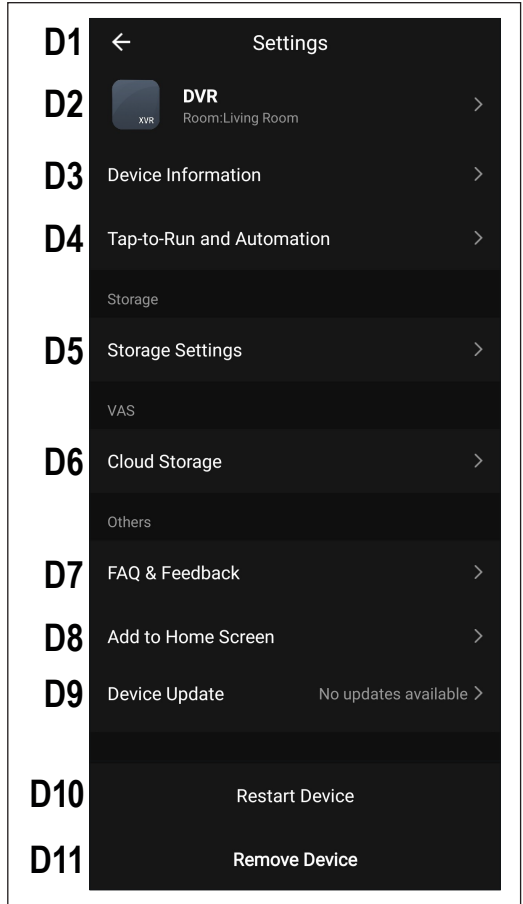 D1 Settings
D2 DVR
XVR Room:Living Room
D3 Device Information
D4 Tap-to-Run and Automation
Storage
D5 Storage Settings
VAS
D6 Cloud Storage
Others
D7 FAQ & Feedback
D8 Add to Home Screen
D9 Device Update No updates available
D10 Restart Device
D11 Remove Device